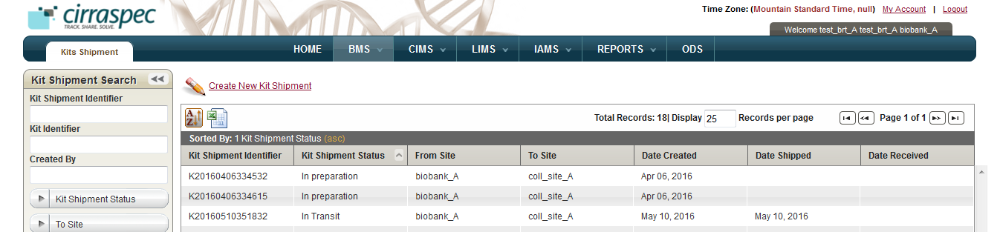 cirraspec
TRACK. SHARE. SOLVE.
Time Zone: (Mountain Standard Time, null) My Account | Logout
Welcome test_brt_A test_brt_A biobank_A
Kits Shipment
HOME BMS CIMS LIMS IAMS REPORTS ODS
Kit Shipment Search
Kit Shipment Identifier
Kit Identifier
Created By
Kit Shipment Status
To Site
Create New Kit Shipment
A Z
Total Records: 18| Display 25 Records per page Page 1 of 1
Sorted By: 1 Kit Shipment Status (asc)
Kit Shipment Identifier Kit Shipment Status From Site To Site Date Created Date Shipped Date Received
K20160406334532 In preparation biobank_A coll_site_A Apr 06, 2016
K20160406334615 In preparation biobank_A coll_site_A Apr 06, 2016
K20160510351832 In Transit biobank_A coll_site_A May 10, 2016 May 10, 2016